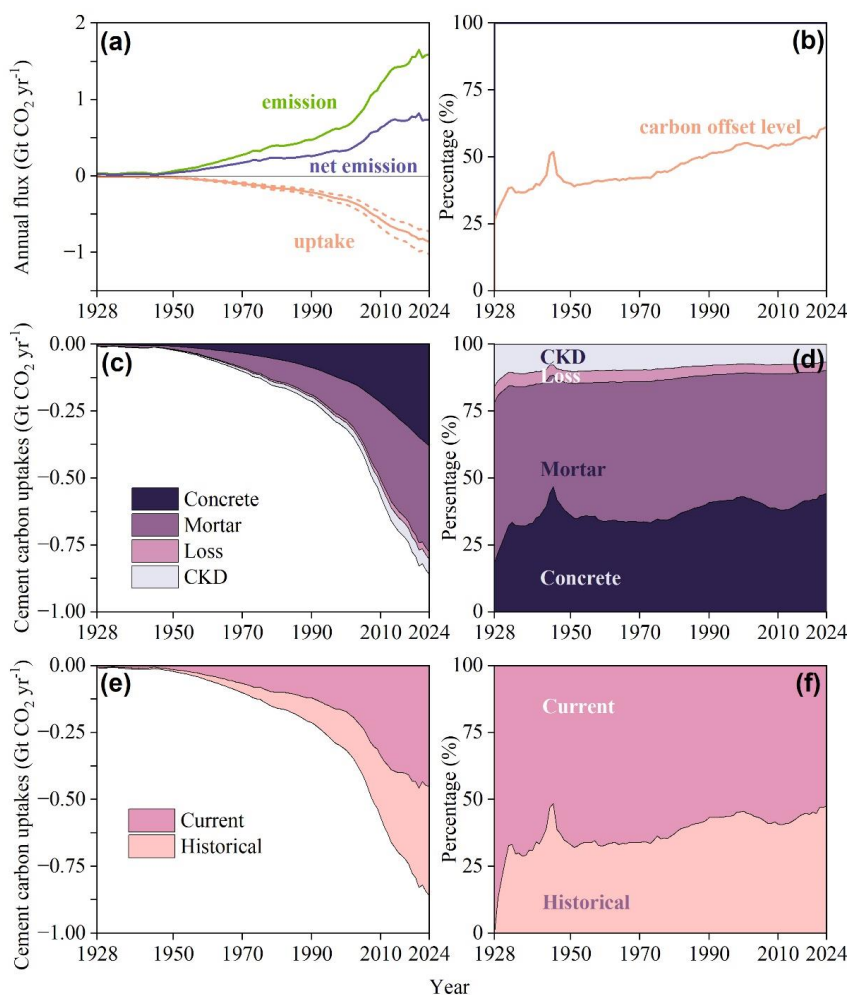 (a)
Annual flux (Gt CO₂ yr⁻¹)
2
1
0
−1
emission
net emission
uptake
1928 1950 1970 1990 2010 2024
(b)
Percentage (%)
100
75
50
25
0
carbon offset level
1928 1950 1970 1990 2010 2024
(c)
Cement carbon uptakes (Gt CO₂ yr⁻¹)
0.00
−0.25
−0.50
−0.75
−1.00
Concrete
Mortar
Loss
CKD
1928 1950 1970 1990 2010 2024
(d)
Persentage (%)
100
75
50
25
0
CKD
Loss
Mortar
Concrete
1928 1950 1970 1990 2010 2024
(e)
Cement carbon uptakes (Gt CO₂ yr⁻¹)
0.00
−0.25
−0.50
−0.75
−1.00
Current
Historical
1928 1950 1970 1990 2010 2024
(f)
Percentage (%)
100
75
50
25
0
Current
Historical
1928 1950 1970 1990 2010 2024
Year